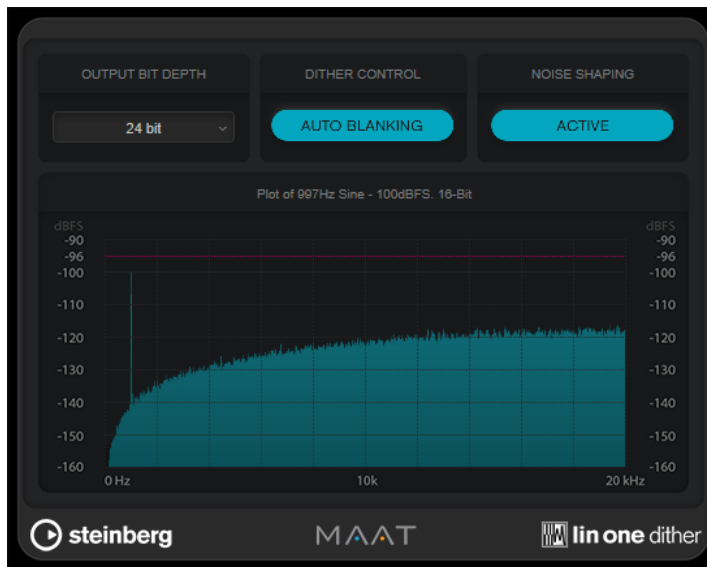 OUTPUT BIT DEPTH
DITHER CONTROL
NOISE SHAPING
24 bit
AUTO BLANKING
ACTIVE
Plot of 997Hz Sine - 100dBFS. 16-Bit
dBFS dBFS
-90 -90
-96 -96
-100 -100
-110 -110
-120 -120
-130 -130
-140 -140
-150 -150
-160 -160
0 Hz 10k 20 kHz
steinberg MAAT lin one dither